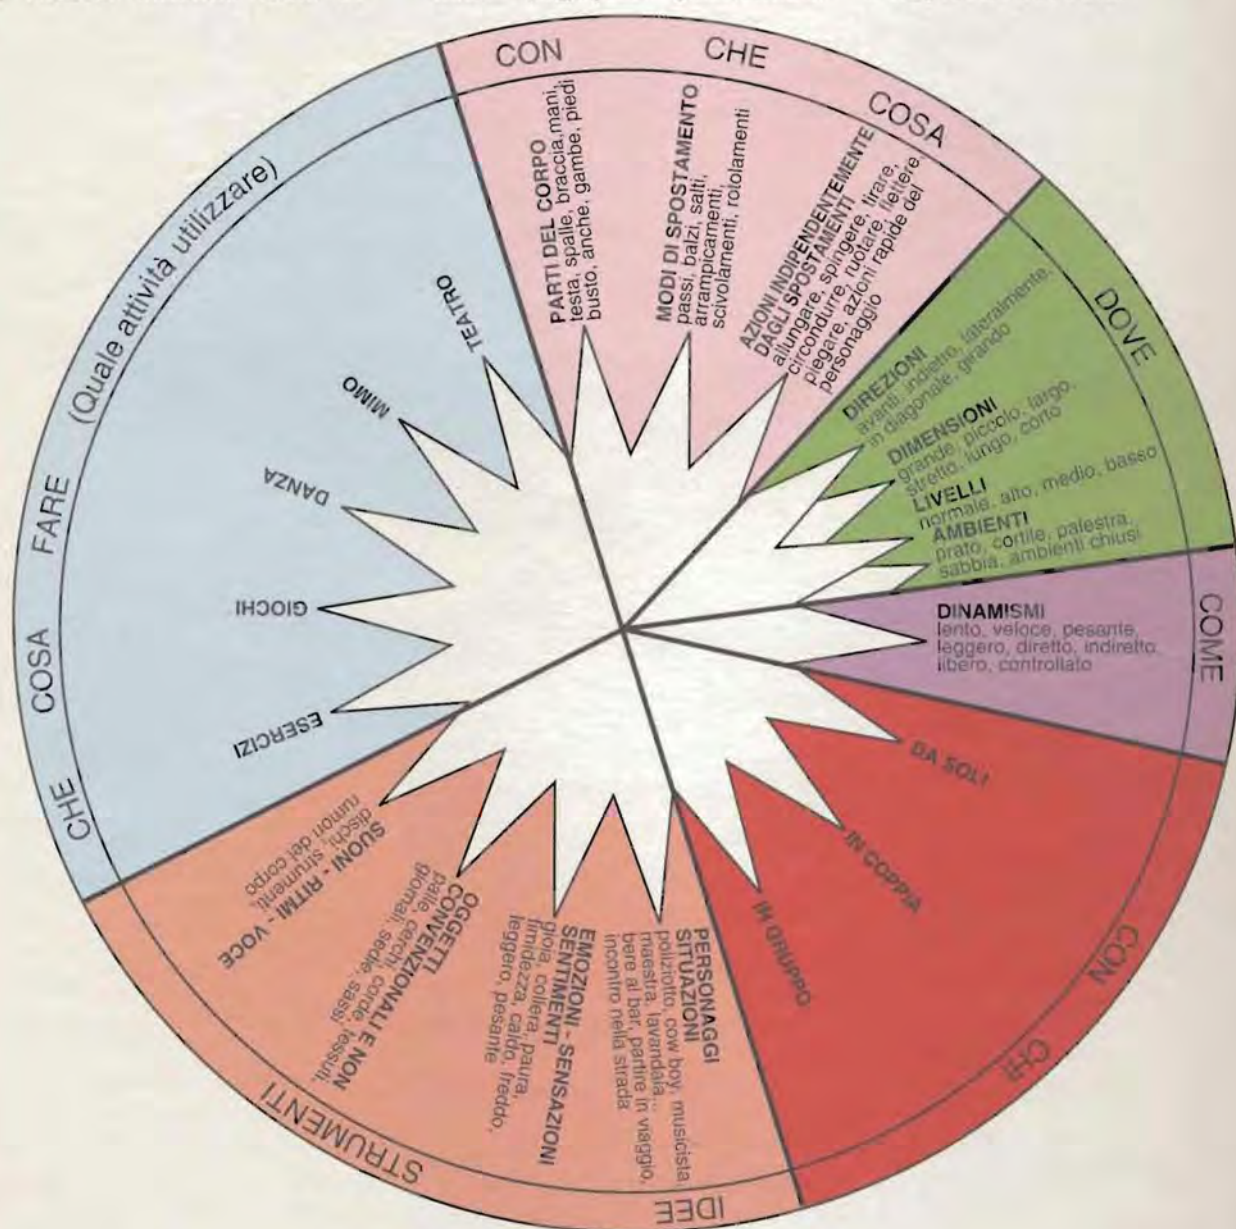 CHE COSA FARE (Quale attività utilizzare)
TEATRO
MIMO
DANZA
GIOCHI
ESERCIZI
CON CHE COSA
PARTI DEL CORPO
testa, spalle, braccia, mani,
busto, anche, gambe, piedi
MODI DI SPOSTAMENTO
passi, balzi, salti,
arrampicamenti,
scivolamenti, rotolamenti
AZIONI INDIPENDENTEMENTE
DAGLI SPOSTAMENTI
allungare, spingere, tirare,
circondurre, ruotare, flettere
piegare, azioni rapide del
personaggio
DOVE
DIREZIONI
avanti, indietro, lateralmente,
in diagonale, girando
DIMENSIONI
grande, piccolo, largo,
stretto, lungo, corto
LIVELLI
normale, alto, medio, basso
AMBIENTI
prato, cortile, palestra,
sabbia, ambienti chiusi
COME
DINAMISMI
lento, veloce, pesante,
leggero, diretto, indiretto,
libero, controllato
CON CHI
DA SOLI
IN COPPIA
IN GRUPPO
IDEE STRUMENTI
PERSONAGGI
SITUAZIONI
poliziotto, cow boy, musicista,
maestra, lavandaia...
bere al bar, partire in viaggio,
incontro nella strada
EMOZIONI - SENSAZIONI
SENTIMENTI
gioia, collera, paura,
timidezza, caldo, freddo,
leggero, pesante
OGGETTI
CONVENZIONALI E NON
palle, cerchi, corde, tessuti,
giornali, sedie, sassi
SUONI - RITMI - VOCE
dischi, strumenti,
rumori del corpo